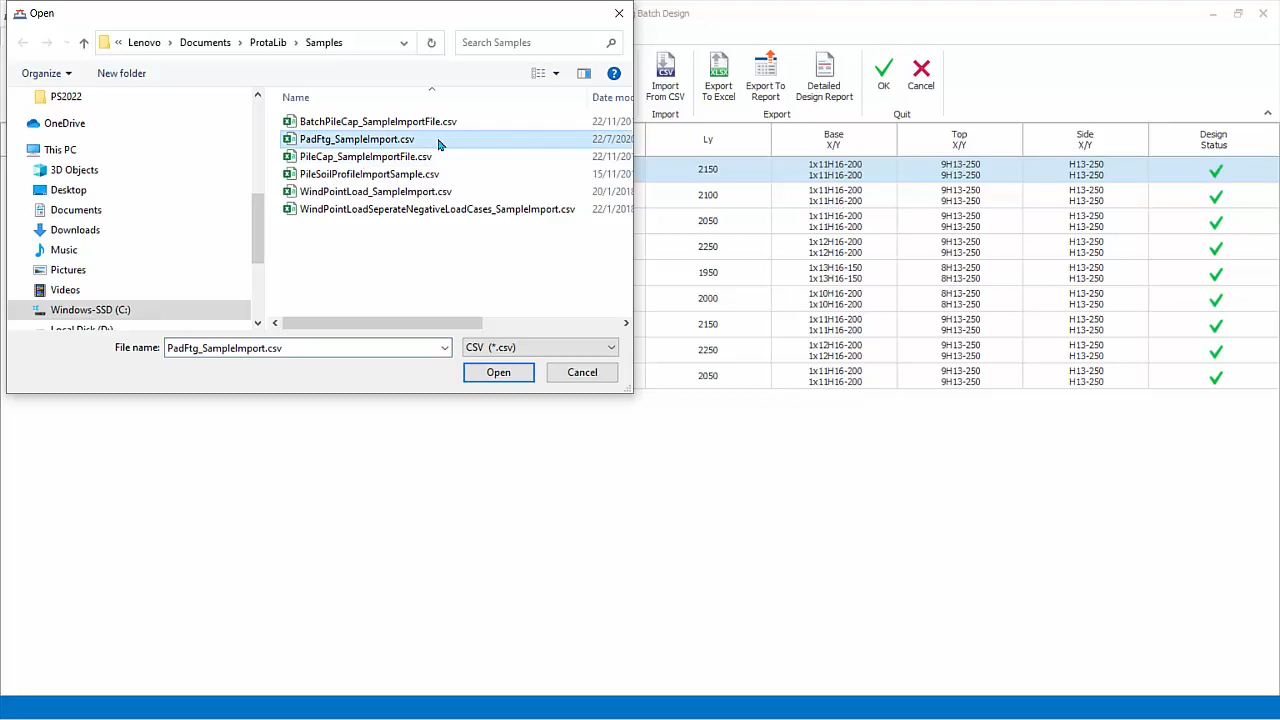 Open
Batch Design
Lenovo
Documents
ProtaLib
Samples
Search Samples
Organize
New folder
PS2022
OneDrive
This PC
3D Objects
Desktop
Documents
Downloads
Music
Pictures
Videos
Windows-SSD (C:)
Local Disk (D:)
Name
Date mo
BatchPileCap_SampleImportFile.csv
22/11/20
PadFtg_SampleImport.csv
22/7/202
PileCap_SampleImportFile.csv
22/11/20
PileSoilProfileImportSample.csv
15/11/20
WindPointLoad_SampleImport.csv
20/1/2018
WindPointLoadSeperateNegativeLoadCases_SampleImport.csv
22/1/2018
File name:
PadFtg_SampleImport.csv
CSV (*.csv)
Open
Cancel
Import
From CSV
Export
To Excel
Export To
Report
Detailed
Design Report
OK
Cancel
Import
Export
Quit
Ly
Base
X/Y
Top
X/Y
Side
X/Y
Design
Status
2150
1x11H16-200
1x11H16-200
9H13-250
9H13-250
H13-250
H13-250
2100
1x11H16-200
1x11H16-200
9H13-250
9H13-250
H13-250
H13-250
2050
1x11H16-200
1x11H16-200
9H13-250
9H13-250
H13-250
H13-250
2250
1x12H16-200
1x12H16-200
9H13-250
9H13-250
H13-250
H13-250
1950
1x13H16-150
1x13H16-150
8H13-250
8H13-250
H13-250
H13-250
2000
1x10H16-200
1x10H16-200
8H13-250
8H13-250
H13-250
H13-250
2150
1x11H16-200
1x11H16-200
9H13-250
9H13-250
H13-250
H13-250
2250
1x12H16-200
1x12H16-200
9H13-250
9H13-250
H13-250
H13-250
2050
1x11H16-200
1x11H16-200
9H13-250
9H13-250
H13-250
H13-250